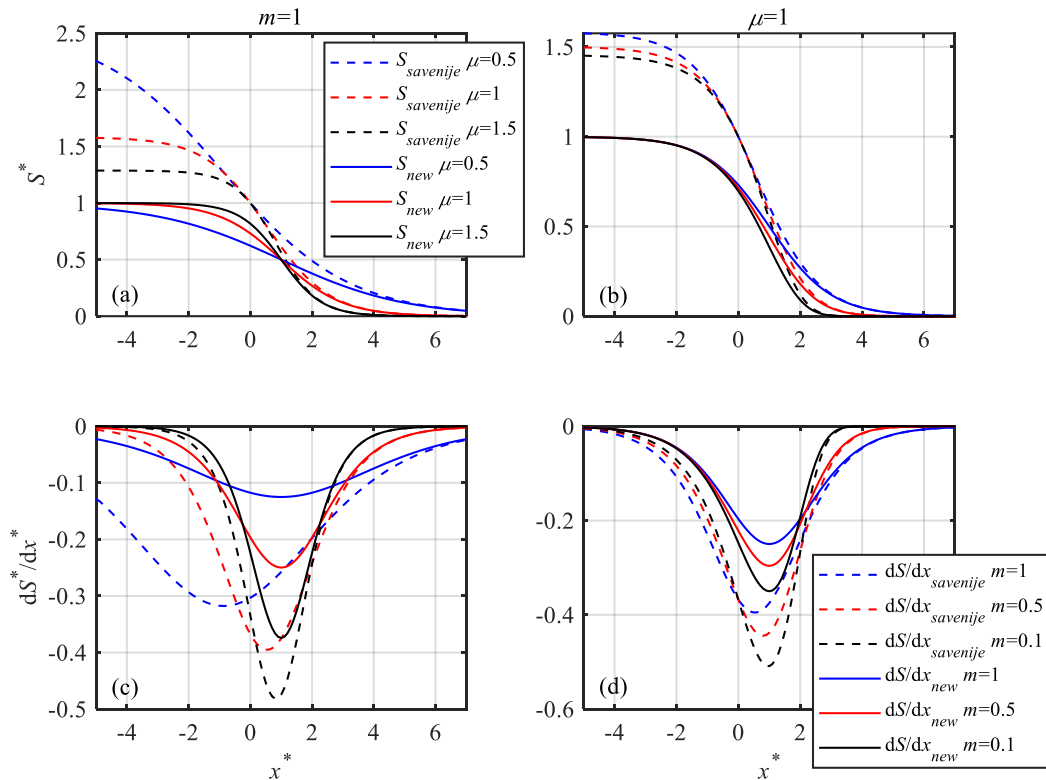 m=1
μ=1
2.5
2
1.5
1
0.5
0
S*
-4 -2 0 2 4 6
(a)
S_savenije μ=0.5
S_savenije μ=1
S_savenije μ=1.5
S_new μ=0.5
S_new μ=1
S_new μ=1.5
1.5
1
0.5
0
-4 -2 0 2 4 6
(b)
0
-0.1
-0.2
-0.3
-0.4
-0.5
dS*/dx*
-4 -2 0 2 4 6
x*
(c)
0
-0.2
-0.4
-0.6
-4 -2 0 2 4 6
x*
(d)
dS/dx_savenije m=1
dS/dx_savenije m=0.5
dS/dx_savenije m=0.1
dS/dx_new m=1
dS/dx_new m=0.5
dS/dx_new m=0.1